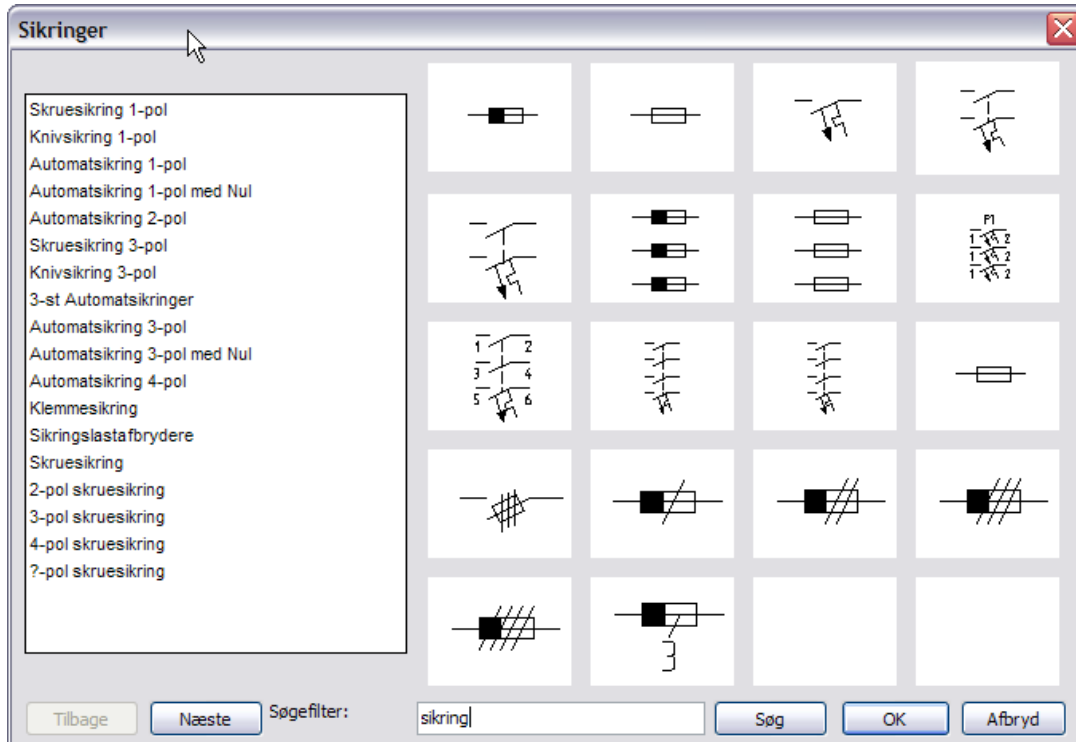 Sikringer
Skruesikring 1-pol
Knivsikring 1-pol
Automatsikring 1-pol
Automatsikring 1-pol med Nul
Automatsikring 2-pol
Skruesikring 3-pol
Knivsikring 3-pol
3-st Automatsikringer
Automatsikring 3-pol
Automatsikring 3-pol med Nul
Automatsikring 4-pol
Klemmesikring
Sikringslastafbrydere
Skruesikring
2-pol skruesikring
3-pol skruesikring
4-pol skruesikring
?-pol skruesikring
P1
1 2
1 2
1 2
1 2
3 4
5 6
3
Tilbage
Næste
Søgefilter:
sikring
Søg
OK
Afbryd